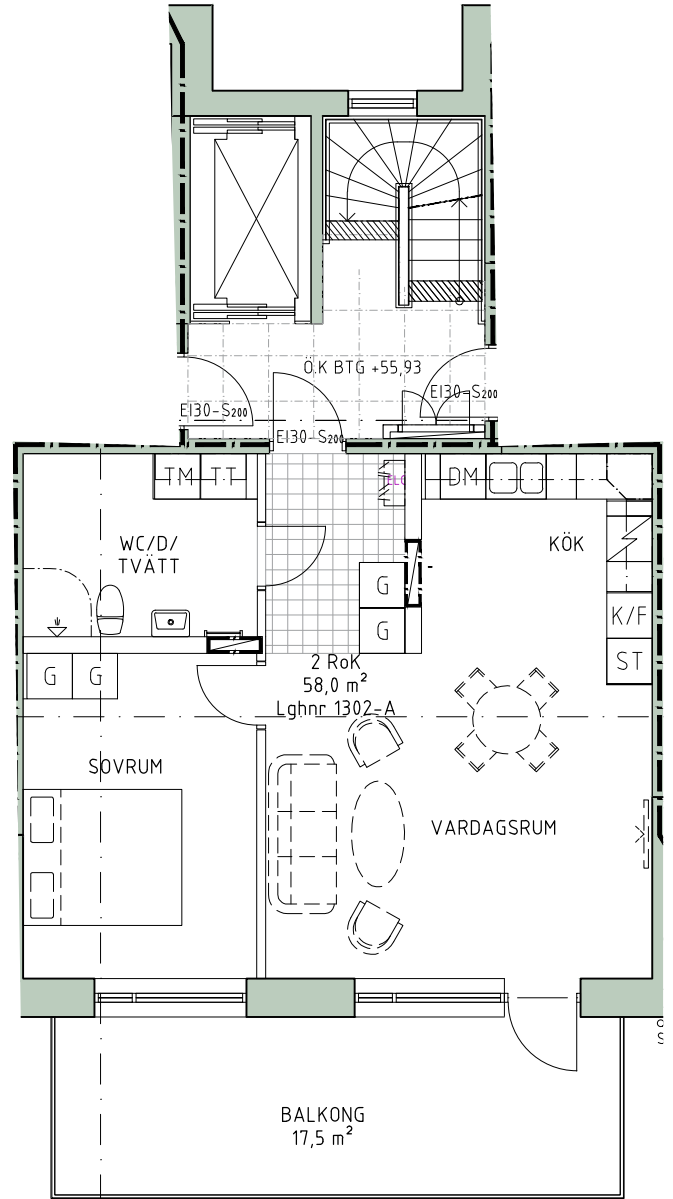 Ö.K BTG +55,93
EI30-S200
EI30-S200
EI30-S200
TM TT
ELC
DM
WC/D/
TVÄTT
KÖK
G
G
K/F
ST
G G
2 RoK
58,0 m²
Lghnr 1302-A
SOVRUM
VARDAGSRUM
BALKONG
17,5 m²